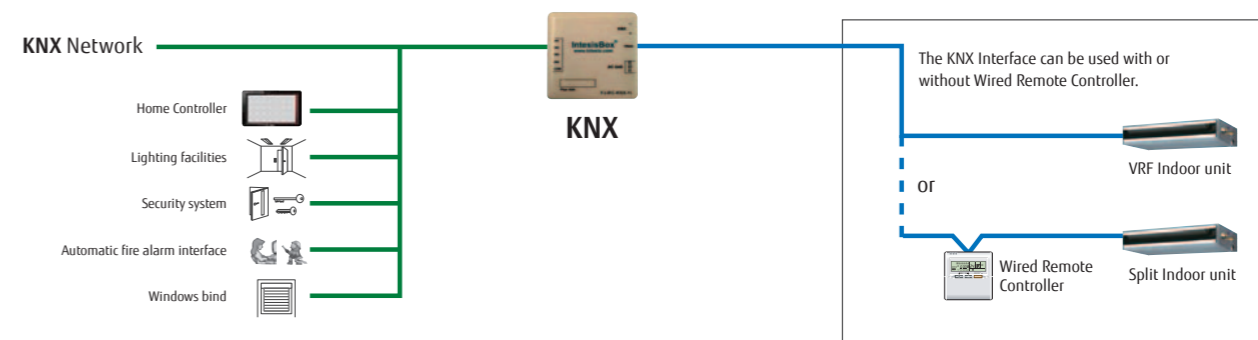 KNX Network
Home Controller
Lighting facilities
Security system
Automatic fire alarm interface
Windows bind
IntesisBox
KNX
The KNX Interface can be used with or
without Wired Remote Controller.
VRF Indoor unit
or
Wired Remote
Controller
Split Indoor unit